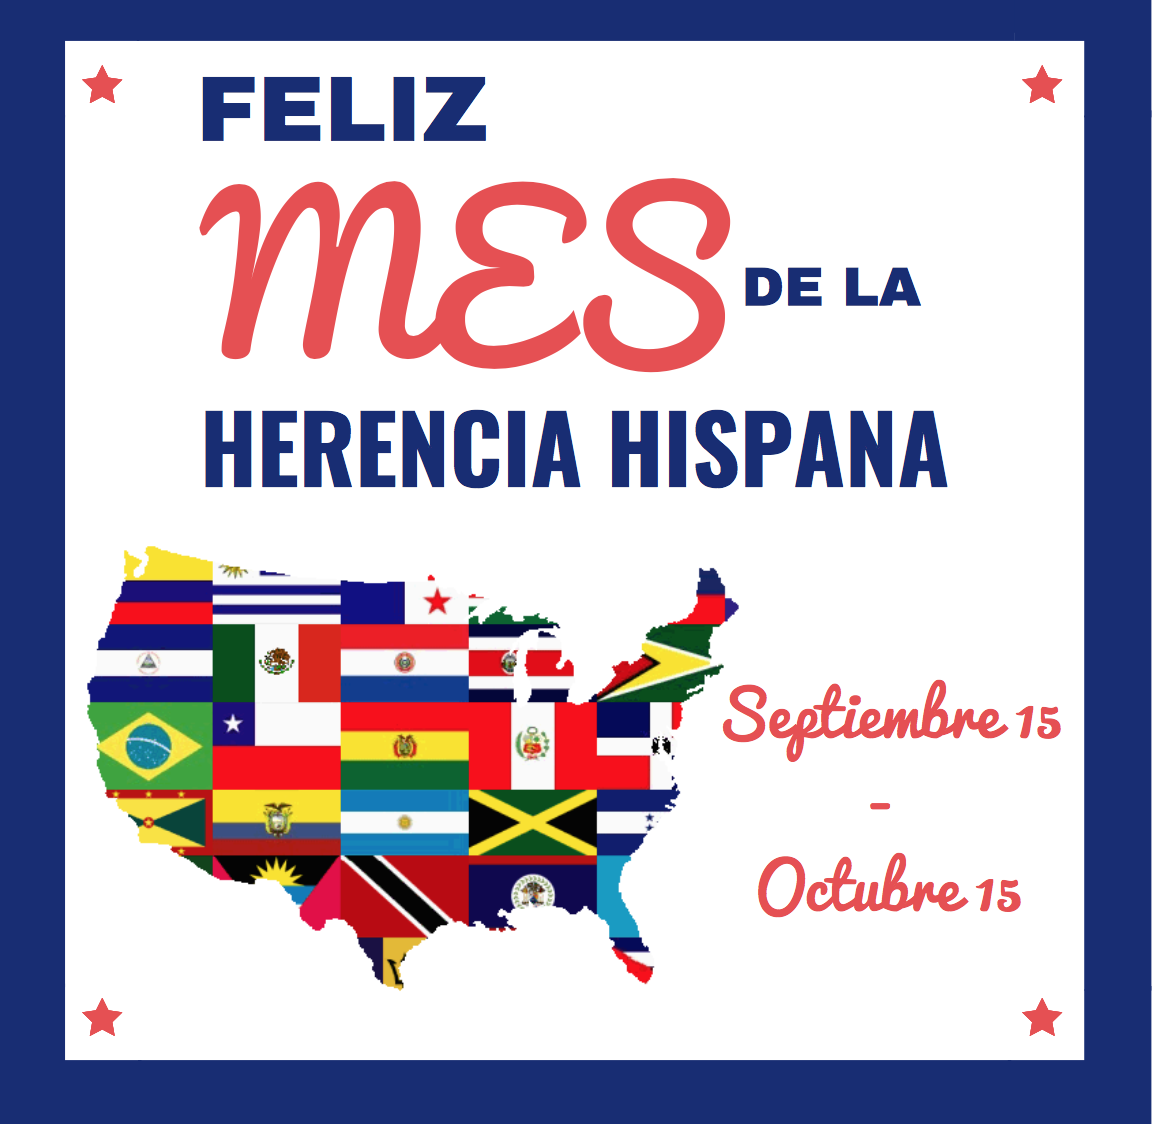 FELIZ
MES DE LA
HERENCIA HISPANA
Septiembre 15
-
Octubre 15